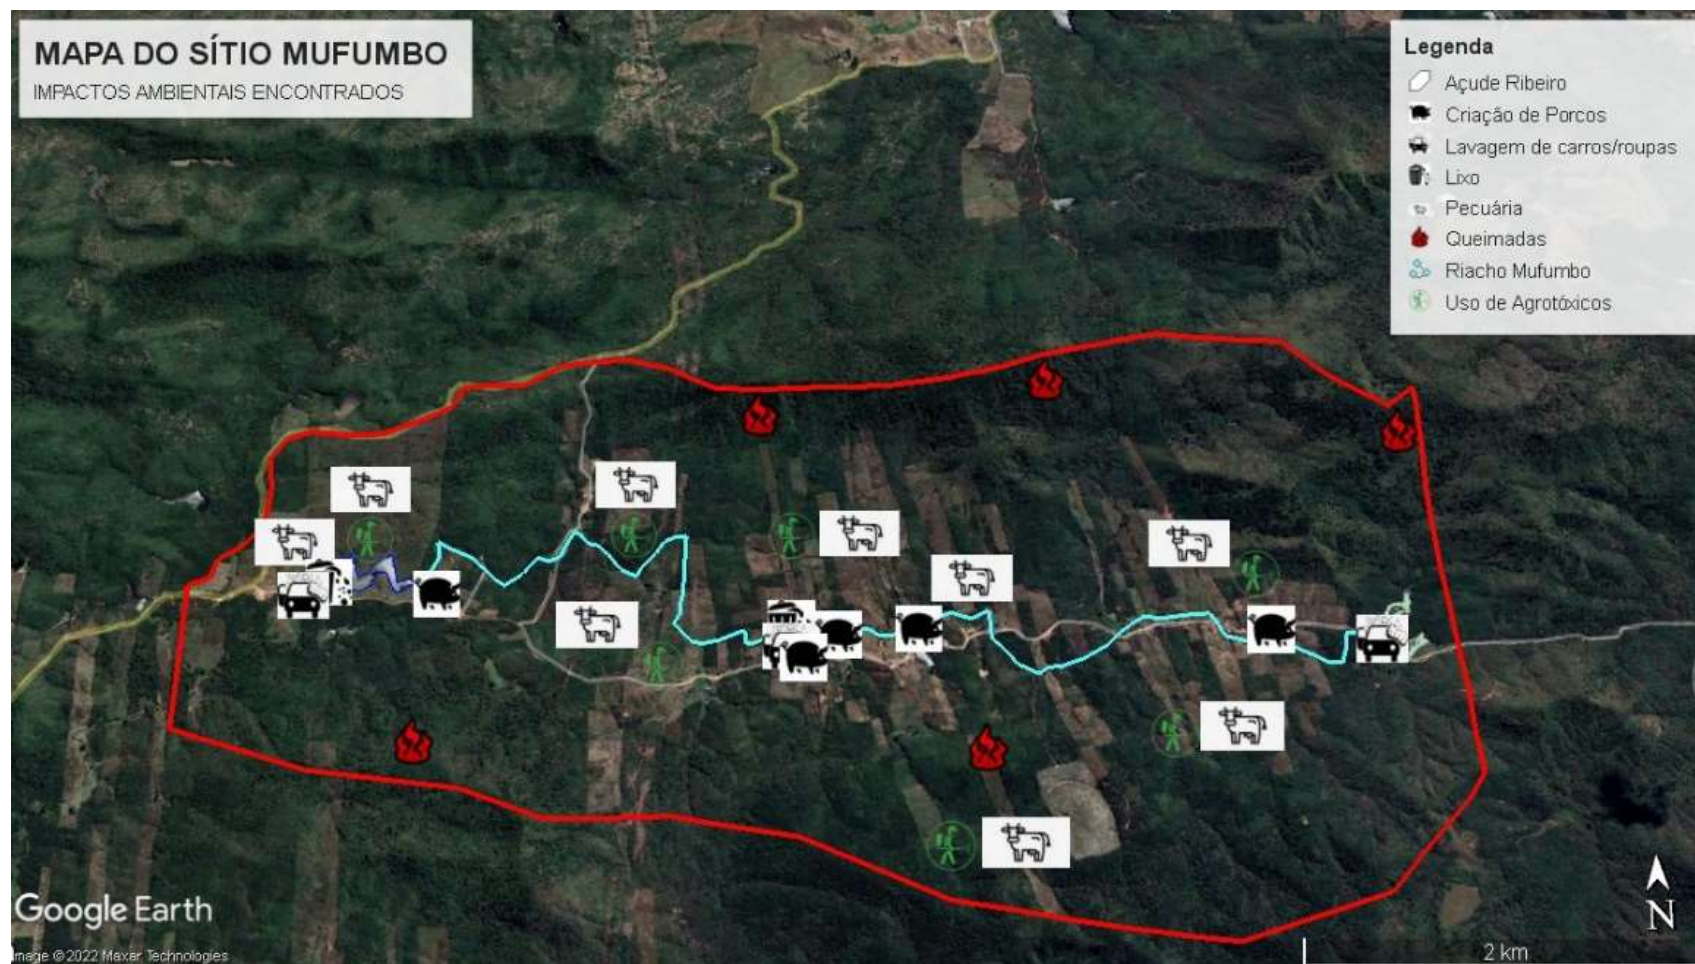 MAPA DO SÍTIO MUFUMBO
IMPACTOS AMBIENTAIS ENCONTRADOS
Legenda
Açude Ribeiro
Criação de Porcos
Lavagem de carros/roupas
Lixo
Pecuária
Queimadas
Riacho Mufumbo
Uso de Agrotóxicos
Google Earth
Image © 2022 Maxar Technologies
N
2 km